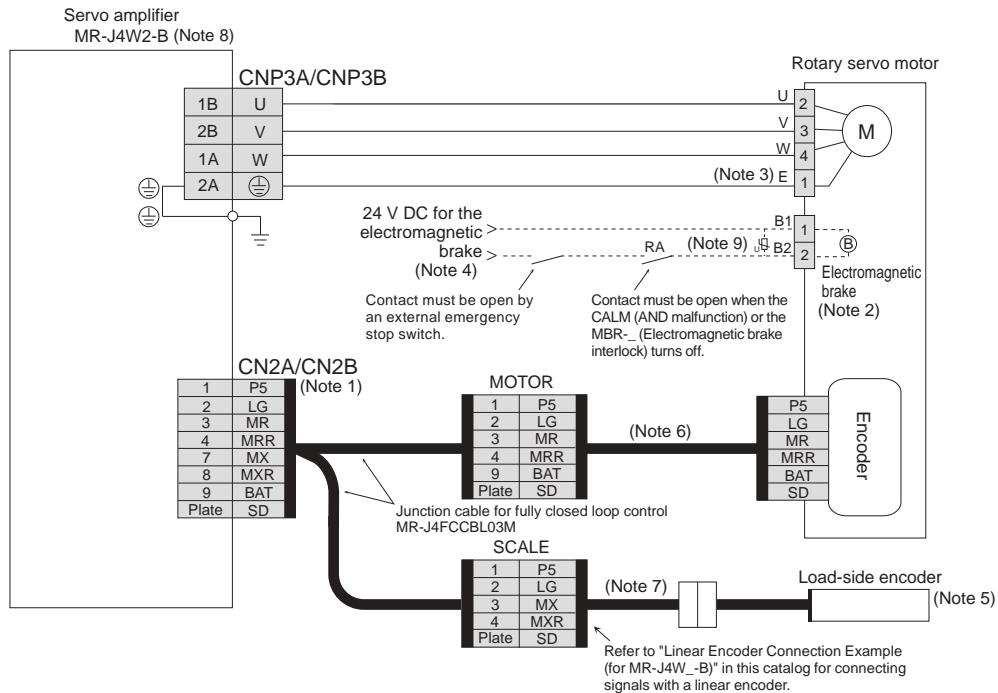 Servo amplifier
MR-J4W2-B (Note 8)
CNP3A/CNP3B
1B U
2B V
1A W
2A
Rotary servo motor
U 2
V 3
W 4
(Note 3) E 1
M
24 V DC for the
electromagnetic
brake
(Note 4)
RA
(Note 9)
U
B1 1
B2 2
B
Electromagnetic
brake
(Note 2)
Contact must be open by
an external emergency
stop switch.
Contact must be open when the
CALM (AND malfunction) or the
MBR-_ (Electromagnetic brake
interlock) turns off.
CN2A/CN2B
(Note 1)
1 P5
2 LG
3 MR
4 MRR
7 MX
8 MXR
9 BAT
Plate SD
MOTOR
1 P5
2 LG
3 MR
4 MRR
9 BAT
Plate SD
(Note 6)
P5
LG
MR
MRR
BAT
SD
Encoder
Junction cable for fully closed loop control
MR-J4FCCBL03M
SCALE
1 P5
2 LG
3 MX
4 MXR
Plate SD
(Note 7)
Load-side encoder
(Note 5)
Refer to "Linear Encoder Connection Example
(for MR-J4W_-B)" in this catalog for connecting
signals with a linear encoder.